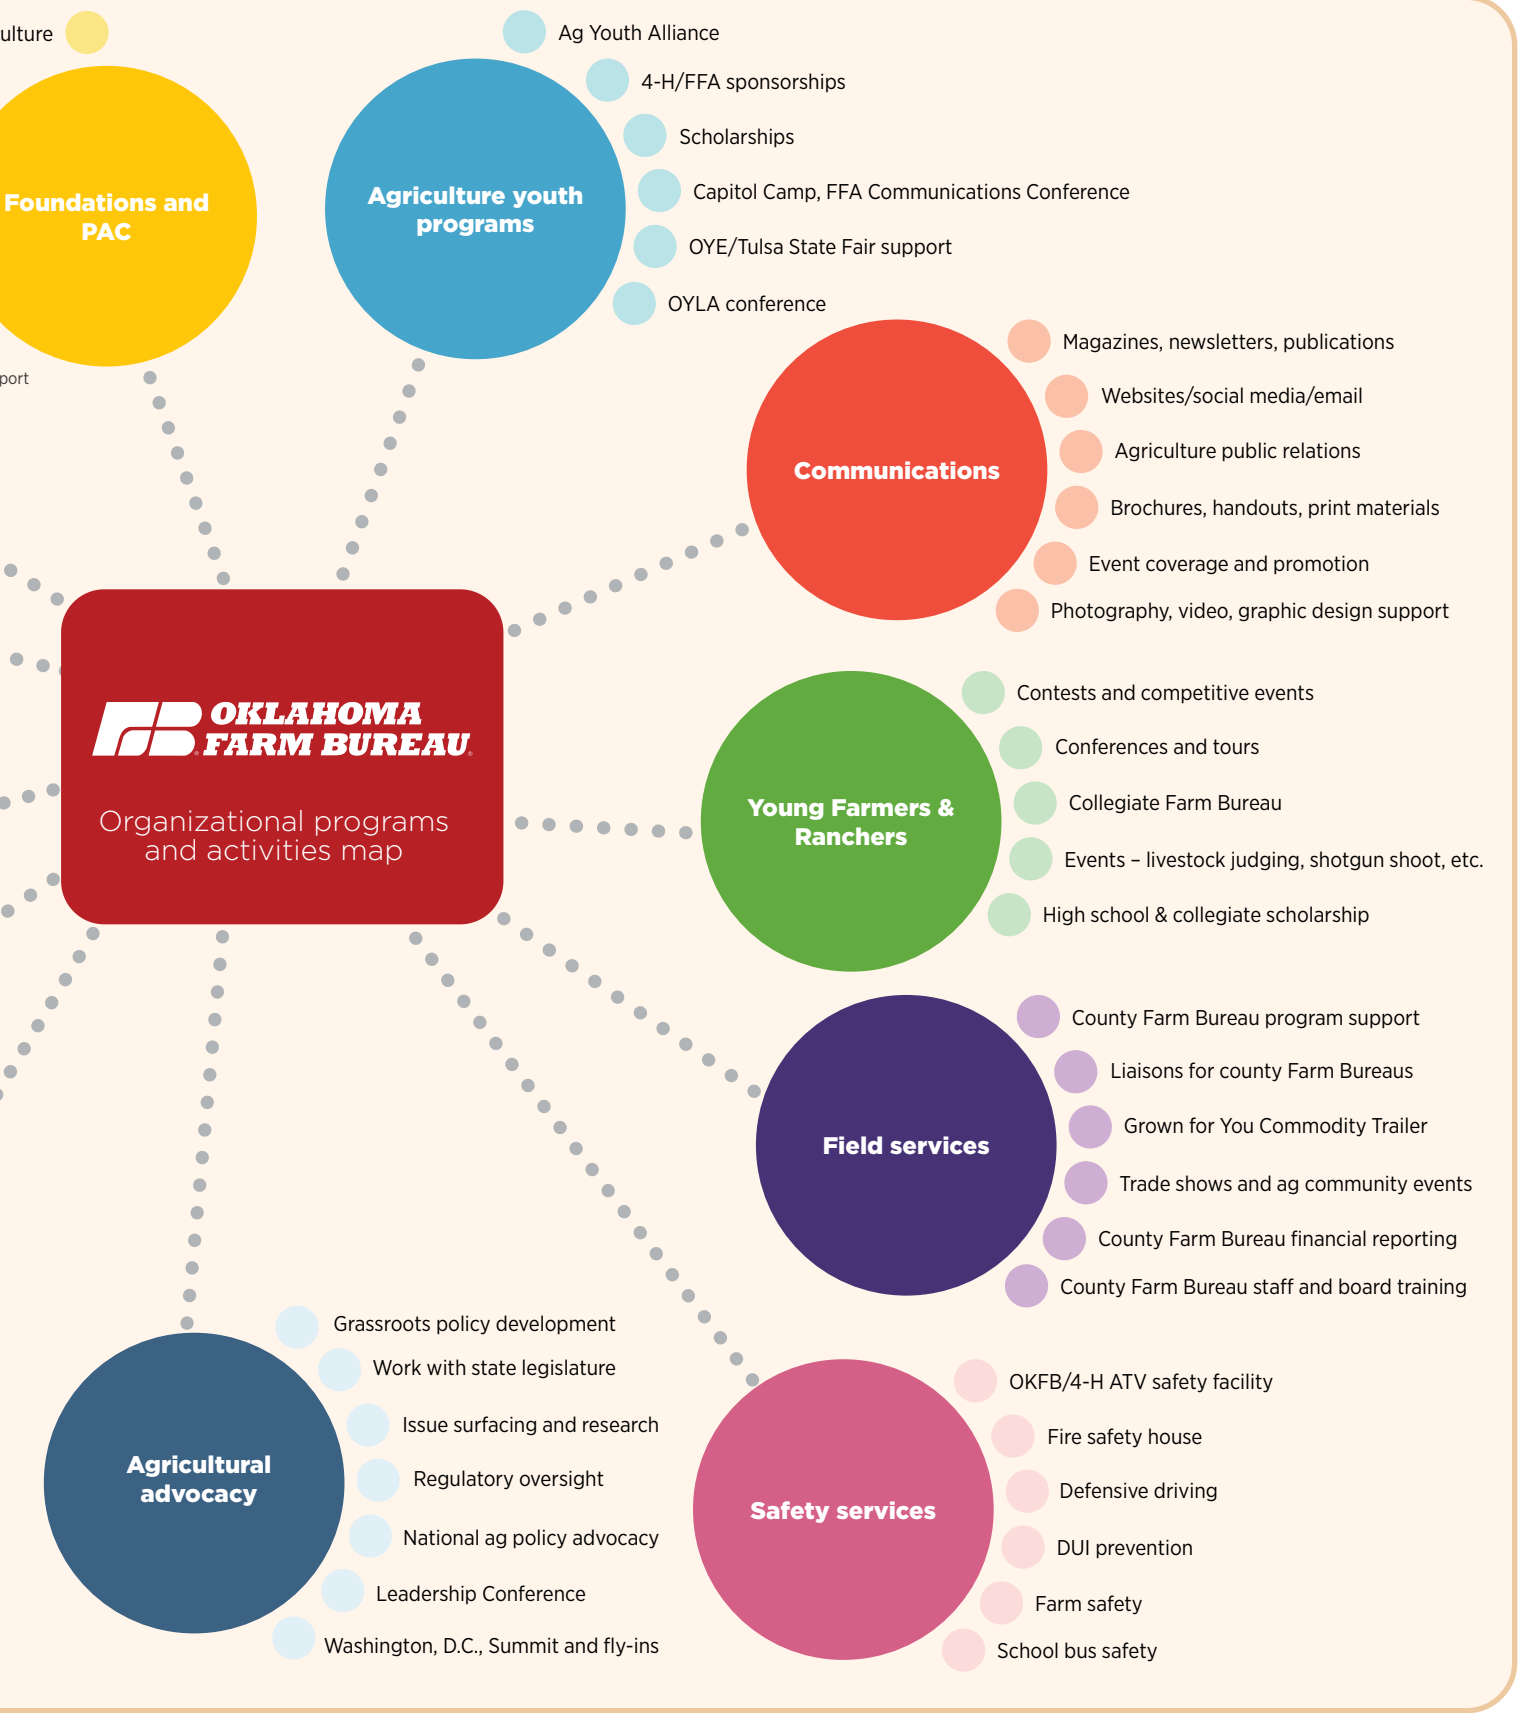 ulture
Foundations and
PAC
port
Ag Youth Alliance
4-H/FFA sponsorships
Scholarships
Capitol Camp, FFA Communications Conference
OYE/Tulsa State Fair support
OYLA conference
Agriculture youth
programs
Magazines, newsletters, publications
Websites/social media/email
Agriculture public relations
Brochures, handouts, print materials
Event coverage and promotion
Photography, video, graphic design support
Communications
OKLAHOMA
FARM BUREAU
Organizational programs
and activities map
Contests and competitive events
Conferences and tours
Collegiate Farm Bureau
Events – livestock judging, shotgun shoot, etc.
High school & collegiate scholarship
Young Farmers &
Ranchers
County Farm Bureau program support
Liaisons for county Farm Bureaus
Grown for You Commodity Trailer
Trade shows and ag community events
County Farm Bureau financial reporting
County Farm Bureau staff and board training
Field services
Grassroots policy development
Work with state legislature
Issue surfacing and research
Regulatory oversight
National ag policy advocacy
Leadership Conference
Washington, D.C., Summit and fly-ins
Agricultural
advocacy
OKFB/4-H ATV safety facility
Fire safety house
Defensive driving
DUI prevention
Farm safety
School bus safety
Safety services